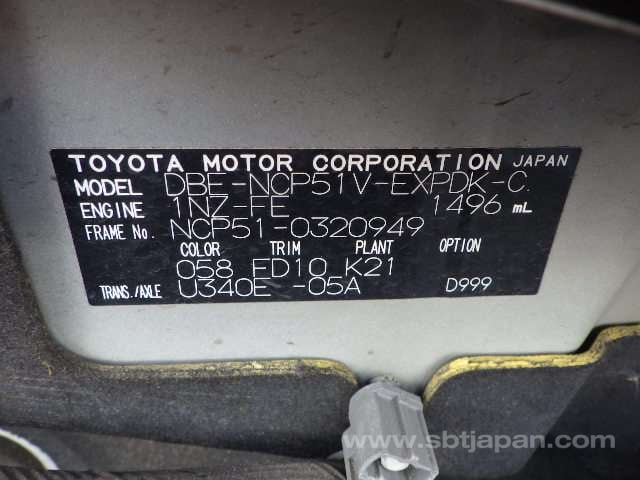 TOYOTA MOTOR CORPORATION JAPAN
MODEL DBE-NCP51V-EXPDK-C.
ENGINE 1NZ-FE 1496 mL
FRAME No. NCP51-0320949
COLOR TRIM PLANT OPTION
058 FD10 K21
TRANS./AXLE U340E -05A D999
www.sbtjapan.com